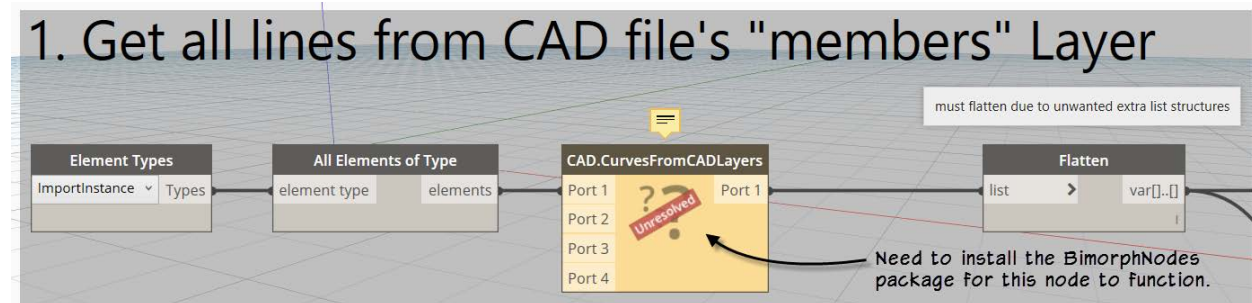 1. Get all lines from CAD file's "members" Layer
must flatten due to unwanted extra list structures
Element Types
ImportInstance
Types
All Elements of Type
element type
elements
CAD.CurvesFromCADLayers
Port 1
Port 2
Port 3
Port 4
Port 1
??
Unresolved
Flatten
list
>
var[]..[]
l
Need to install the BimorphNodes
package for this node to function.